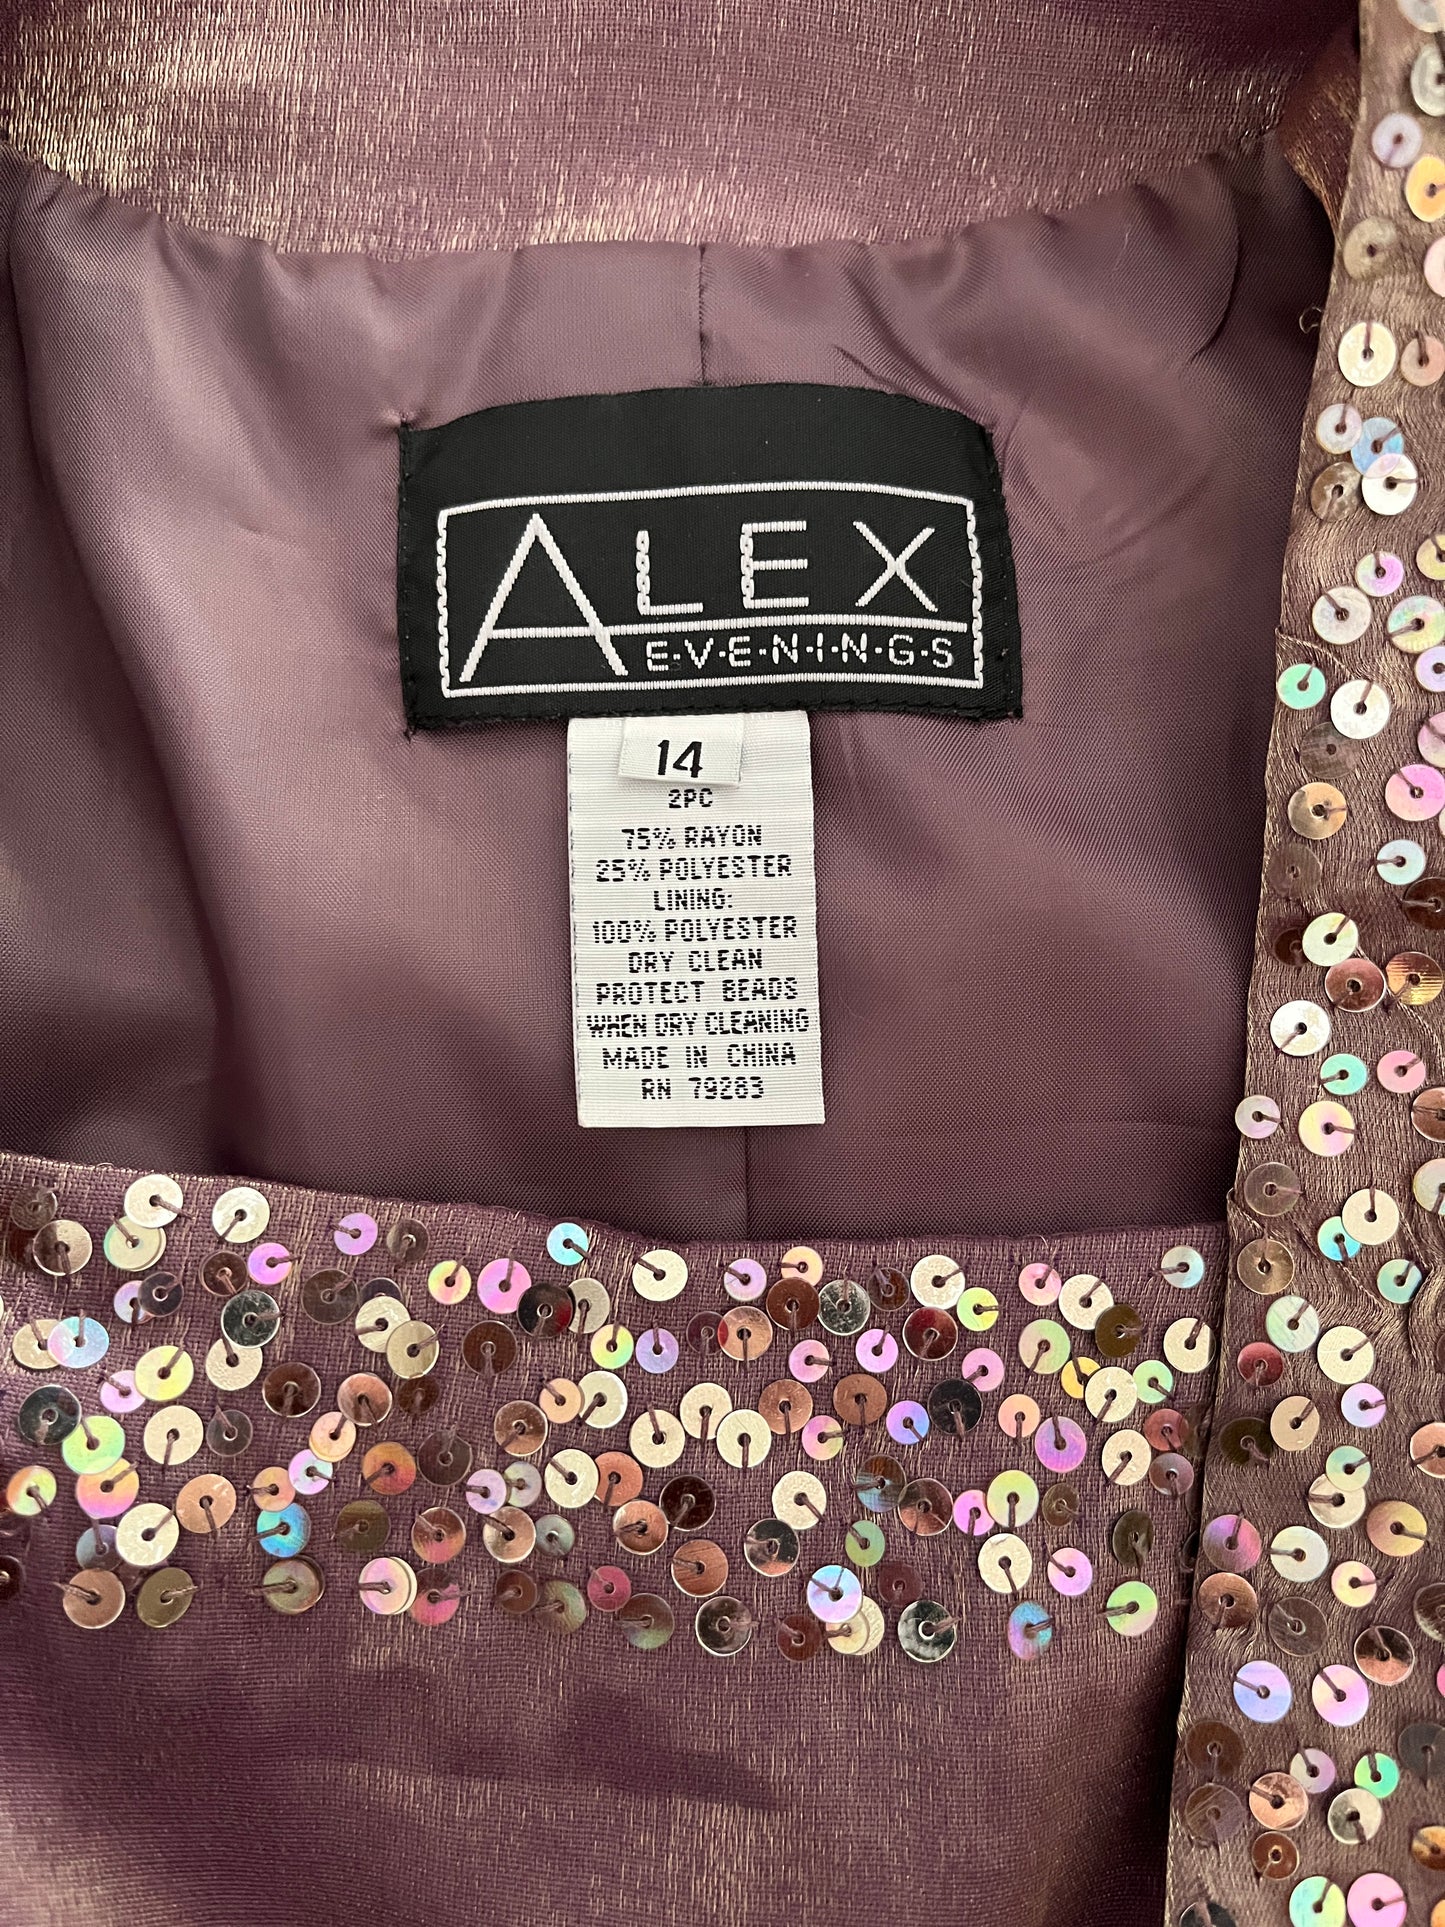 ALEX
E·V·E·N·I·N·G·S
14
2PC
75% RAYON
25% POLYESTER
LINING:
100% POLYESTER
DRY CLEAN
PROTECT BEADS
WHEN DRY CLEANING
MADE IN CHINA
RN 79283